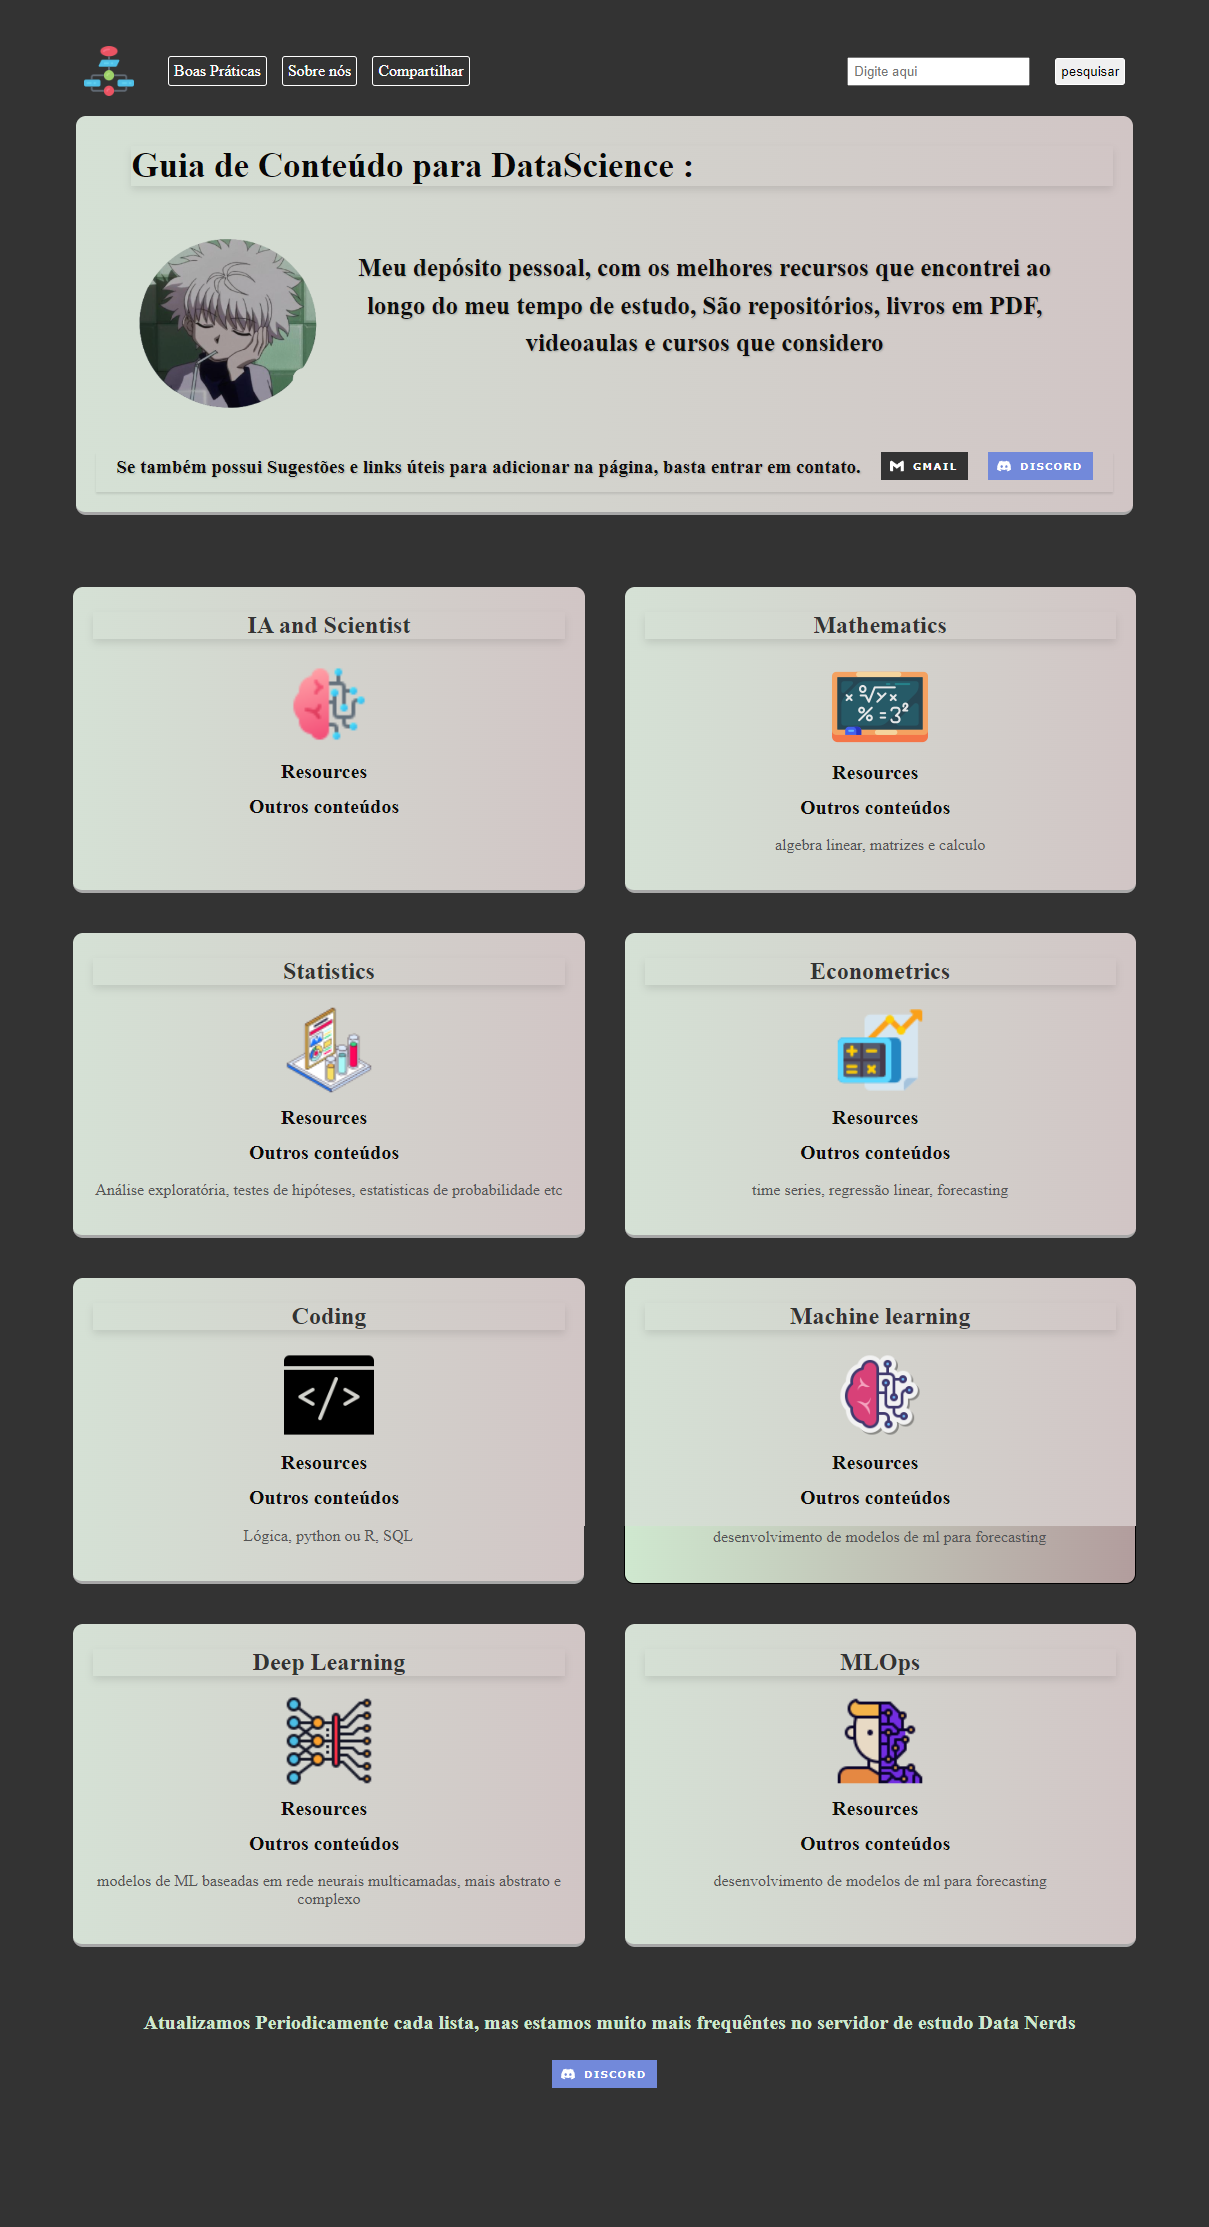 Boas Práticas
Sobre nós
Compartilhar
Digite aqui
pesquisar
Guia de Conteúdo para DataScience :
Meu depósito pessoal, com os melhores recursos que encontrei ao
longo do meu tempo de estudo, São repositórios, livros em PDF,
videoaulas e cursos que considero
Se também possui Sugestões e links úteis para adicionar na página, basta entrar em contato.
GMAIL
DISCORD
IA and Scientist
Resources
Outros conteúdos
Mathematics
× √y ×
% = 3²
Resources
Outros conteúdos
algebra linear, matrizes e calculo
Statistics
Resources
Outros conteúdos
Análise exploratória, testes de hipóteses, estatisticas de probabilidade etc
Econometrics
Resources
Outros conteúdos
time series, regressão linear, forecasting
Coding
</>
Resources
Outros conteúdos
Lógica, python ou R, SQL
Machine learning
Resources
Outros conteúdos
desenvolvimento de modelos de ml para forecasting
Deep Learning
Resources
Outros conteúdos
modelos de ML baseadas em rede neurais multicamadas, mais abstrato e
complexo
MLOps
Resources
Outros conteúdos
desenvolvimento de modelos de ml para forecasting
Atualizamos Periodicamente cada lista, mas estamos muito mais frequêntes no servidor de estudo Data Nerds
DISCORD